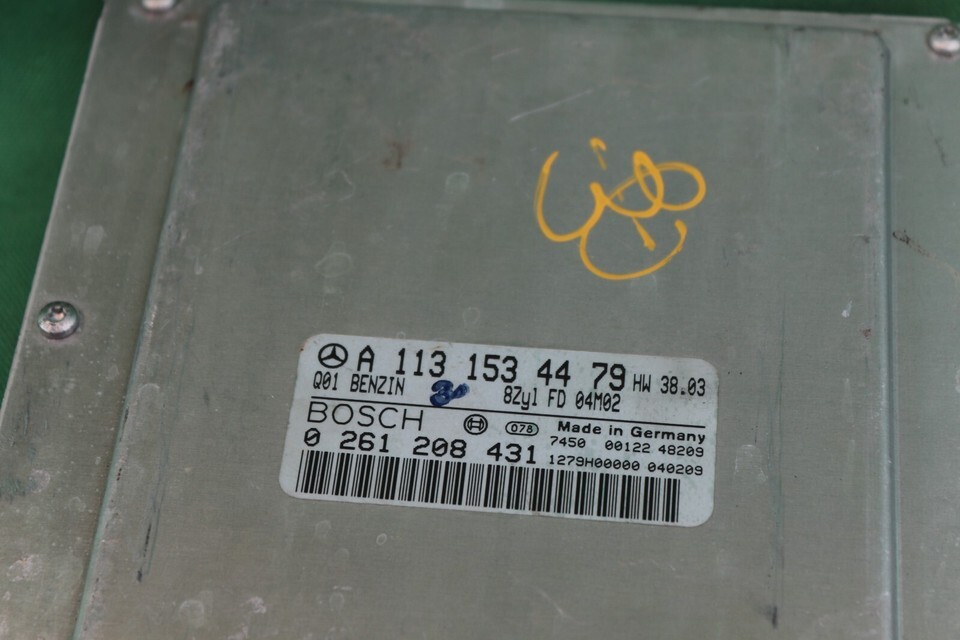 A 113 153 44 79 HW 38.03
Q01 BENZIN 8Zyl FD 04M02
BOSCH 078 Made in Germany
7450 00122 48209
0 261 208 431 1279H00000 040209